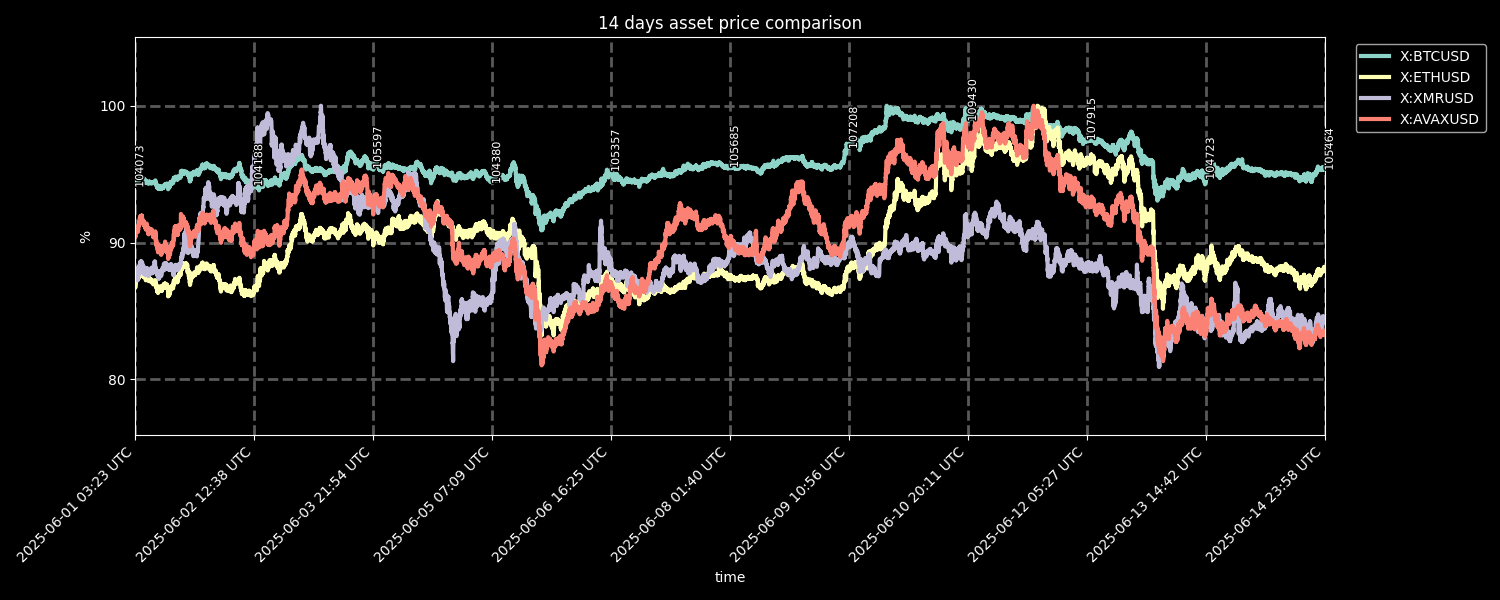 14 days asset price comparison
X:BTCUSD
X:ETHUSD
X:XMRUSD
X:AVAXUSD
100
90
80
%
104073
104188
105597
104380
105357
105685
107208
109430
107915
104723
105464
2025-06-01 03:23 UTC
2025-06-02 12:38 UTC
2025-06-03 21:54 UTC
2025-06-05 07:09 UTC
2025-06-06 16:25 UTC
2025-06-08 01:40 UTC
2025-06-09 10:56 UTC
2025-06-10 20:11 UTC
2025-06-12 05:27 UTC
2025-06-13 14:42 UTC
2025-06-14 23:58 UTC
time